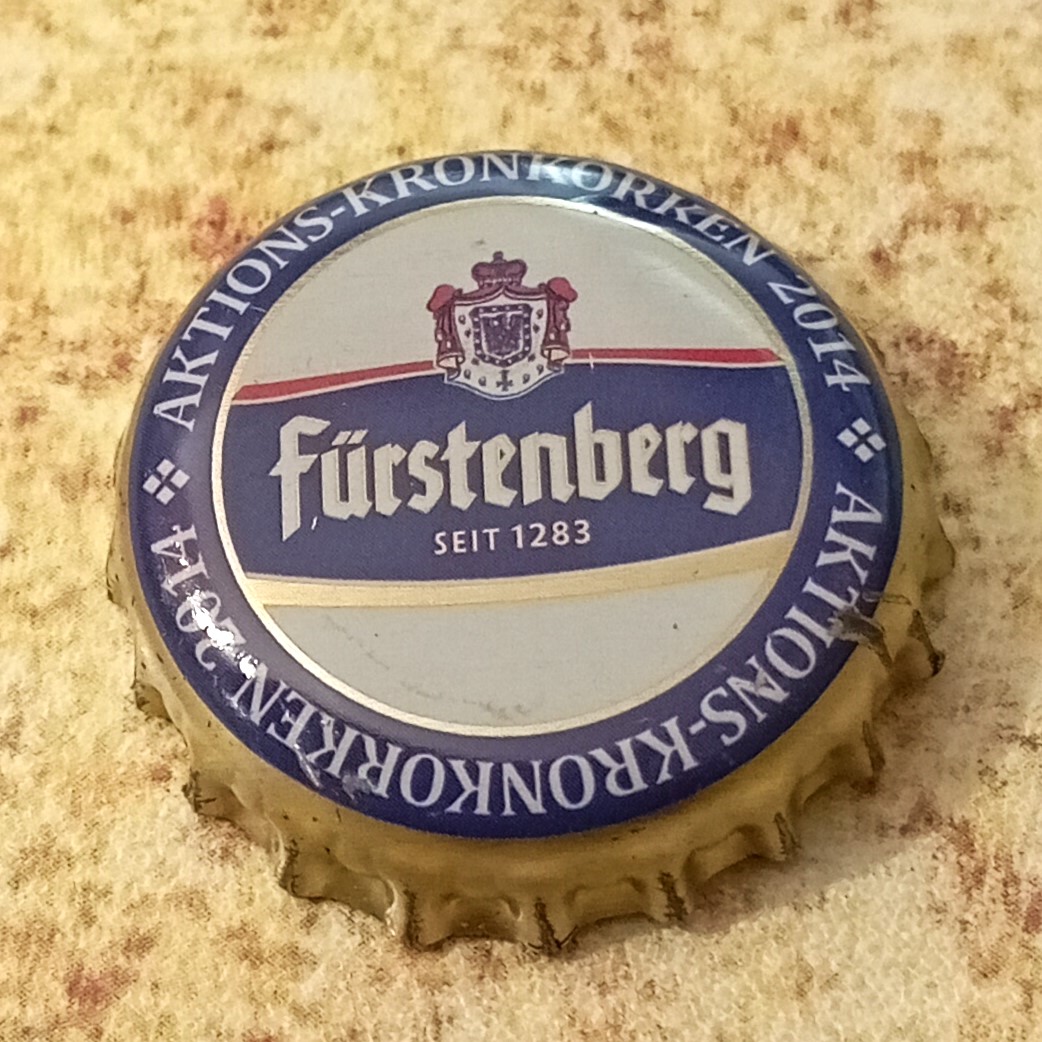 AKTIONS-KRONKORKEN 2014
Fürstenberg
SEIT 1283
AKTIONS-KRONKORKEN 2014